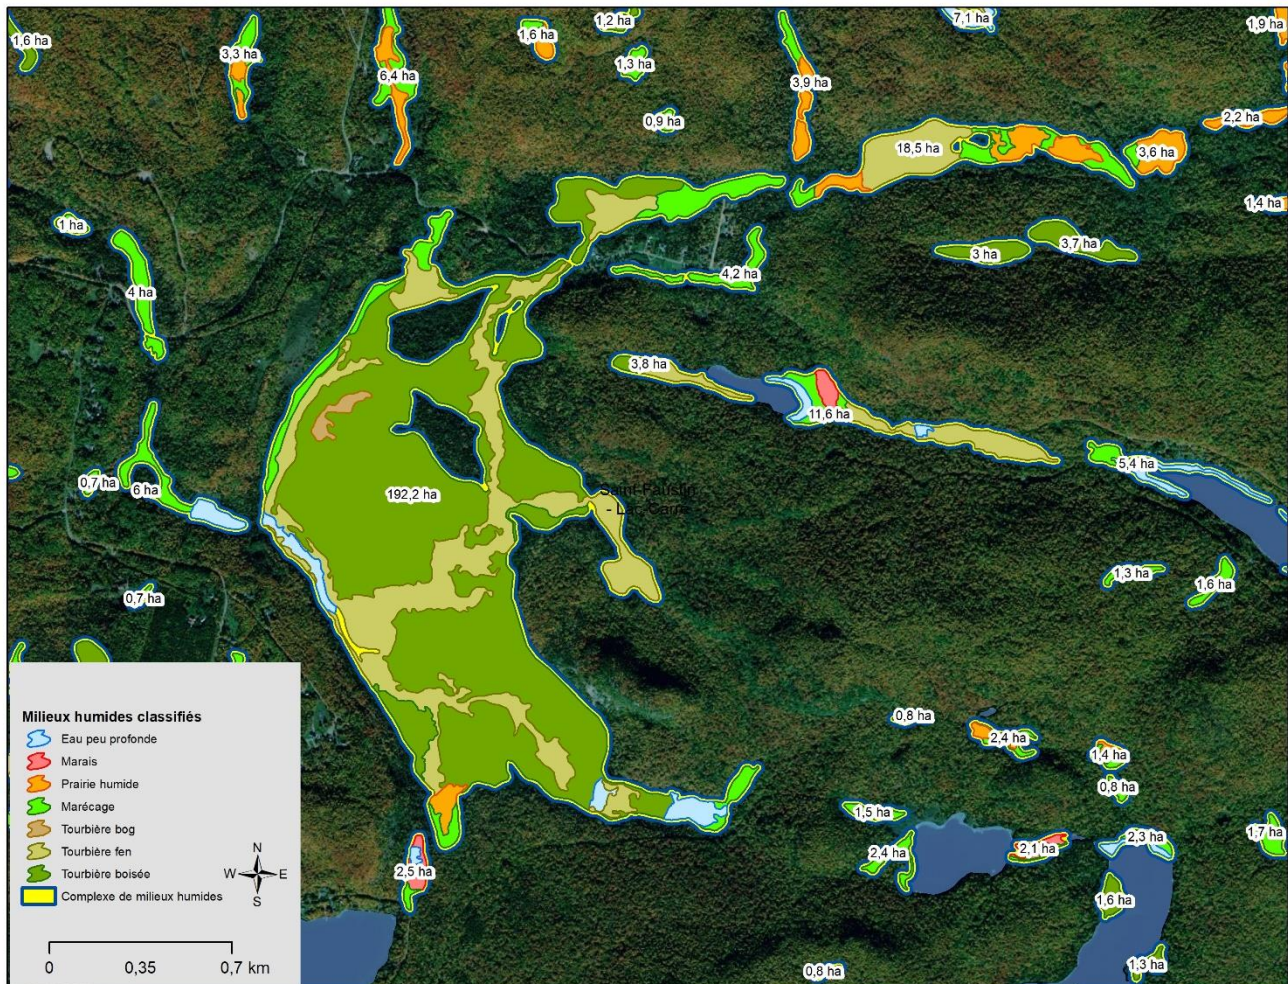 1,2 ha
7,1 ha
1,9 ha
1,6 ha
1,6 ha
3,3 ha
1,3 ha
6,4 ha
3,9 ha
0,9 ha
2,2 ha
18,5 ha
3,6 ha
1,4 ha
1 ha
3,7 ha
3 ha
4,2 ha
4 ha
3,8 ha
11,6 ha
5,4 ha
0,7 ha
6 ha
192,2 ha
1,3 ha
1,6 ha
0,7 ha
0,8 ha
2,4 ha
1,4 ha
0,8 ha
1,5 ha
1,7 ha
2,3 ha
2,1 ha
2,4 ha
2,5 ha
1,6 ha
1,3 ha
0,8 ha
Milieux humides classifiés
Eau peu profonde
Marais
Prairie humide
Marécage
Tourbière bog
Tourbière fen
Tourbière boisée
Complexe de milieux humides
N
W
E
S
0
0,35
0,7 km